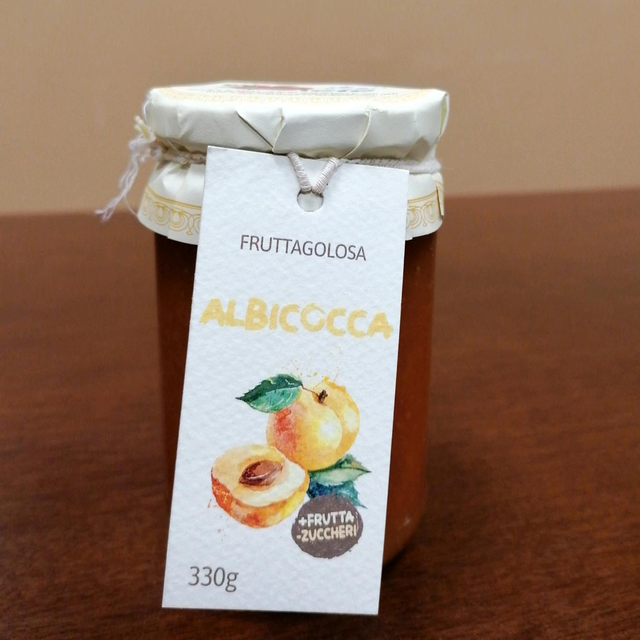 FRUTTAGOLOSA
ALBICOCCA
+FRUTTA
-ZUCCHERI
330g